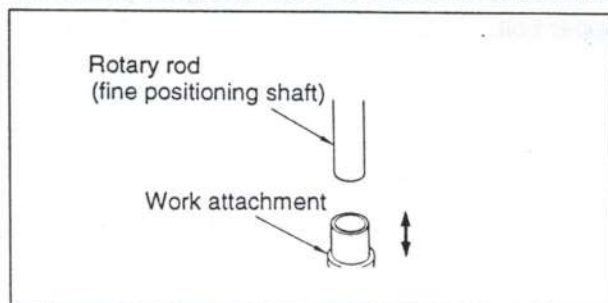 Rotary rod
(fine positioning shaft)
Work attachment